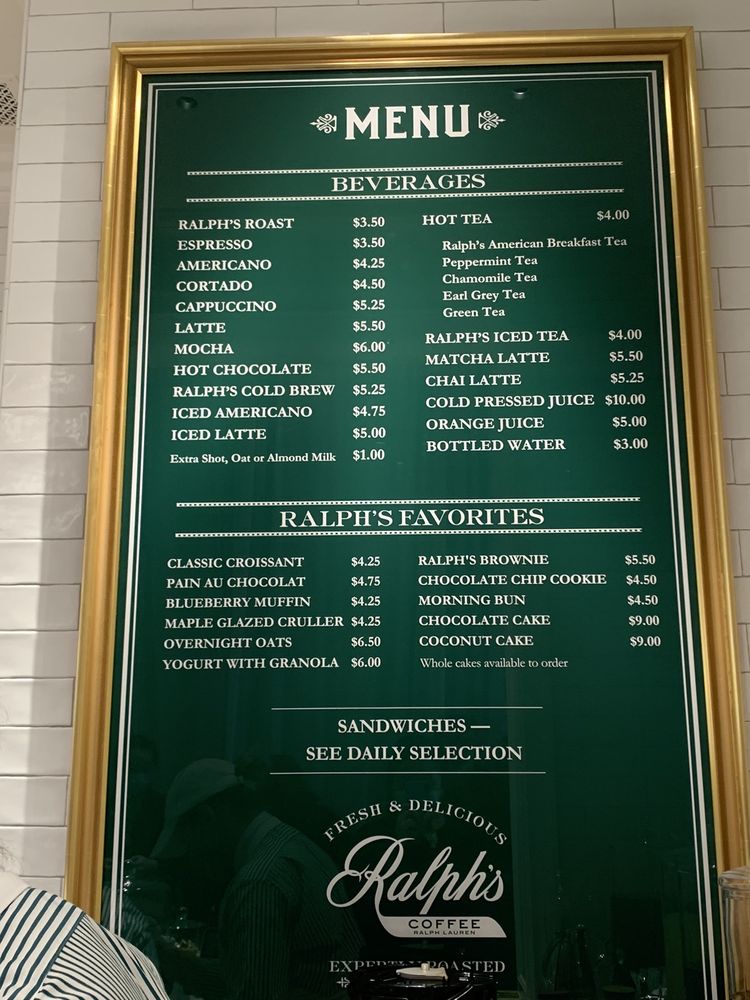 MENU
BEVERAGES
RALPH'S ROAST $3.50
ESPRESSO $3.50
AMERICANO $4.25
CORTADO $4.50
CAPPUCCINO $5.25
LATTE $5.50
MOCHA $6.00
HOT CHOCOLATE $5.50
RALPH'S COLD BREW $5.25
ICED AMERICANO $4.75
ICED LATTE $5.00
Extra Shot, Oat or Almond Milk $1.00
HOT TEA $4.00
Ralph's American Breakfast Tea
Peppermint Tea
Chamomile Tea
Earl Grey Tea
Green Tea
RALPH'S ICED TEA $4.00
MATCHA LATTE $5.50
CHAI LATTE $5.25
COLD PRESSED JUICE $10.00
ORANGE JUICE $5.00
BOTTLED WATER $3.00
RALPH'S FAVORITES
CLASSIC CROISSANT $4.25
PAIN AU CHOCOLAT $4.75
BLUEBERRY MUFFIN $4.25
MAPLE GLAZED CRULLER $4.25
OVERNIGHT OATS $6.50
YOGURT WITH GRANOLA $6.00
RALPH'S BROWNIE $5.50
CHOCOLATE CHIP COOKIE $4.50
MORNING BUN $4.50
CHOCOLATE CAKE $9.00
COCONUT CAKE $9.00
Whole cakes available to order
SANDWICHES —
SEE DAILY SELECTION
FRESH & DELICIOUS
Ralph's
COFFEE
RALPH LAUREN
EXPERTLY ROASTED